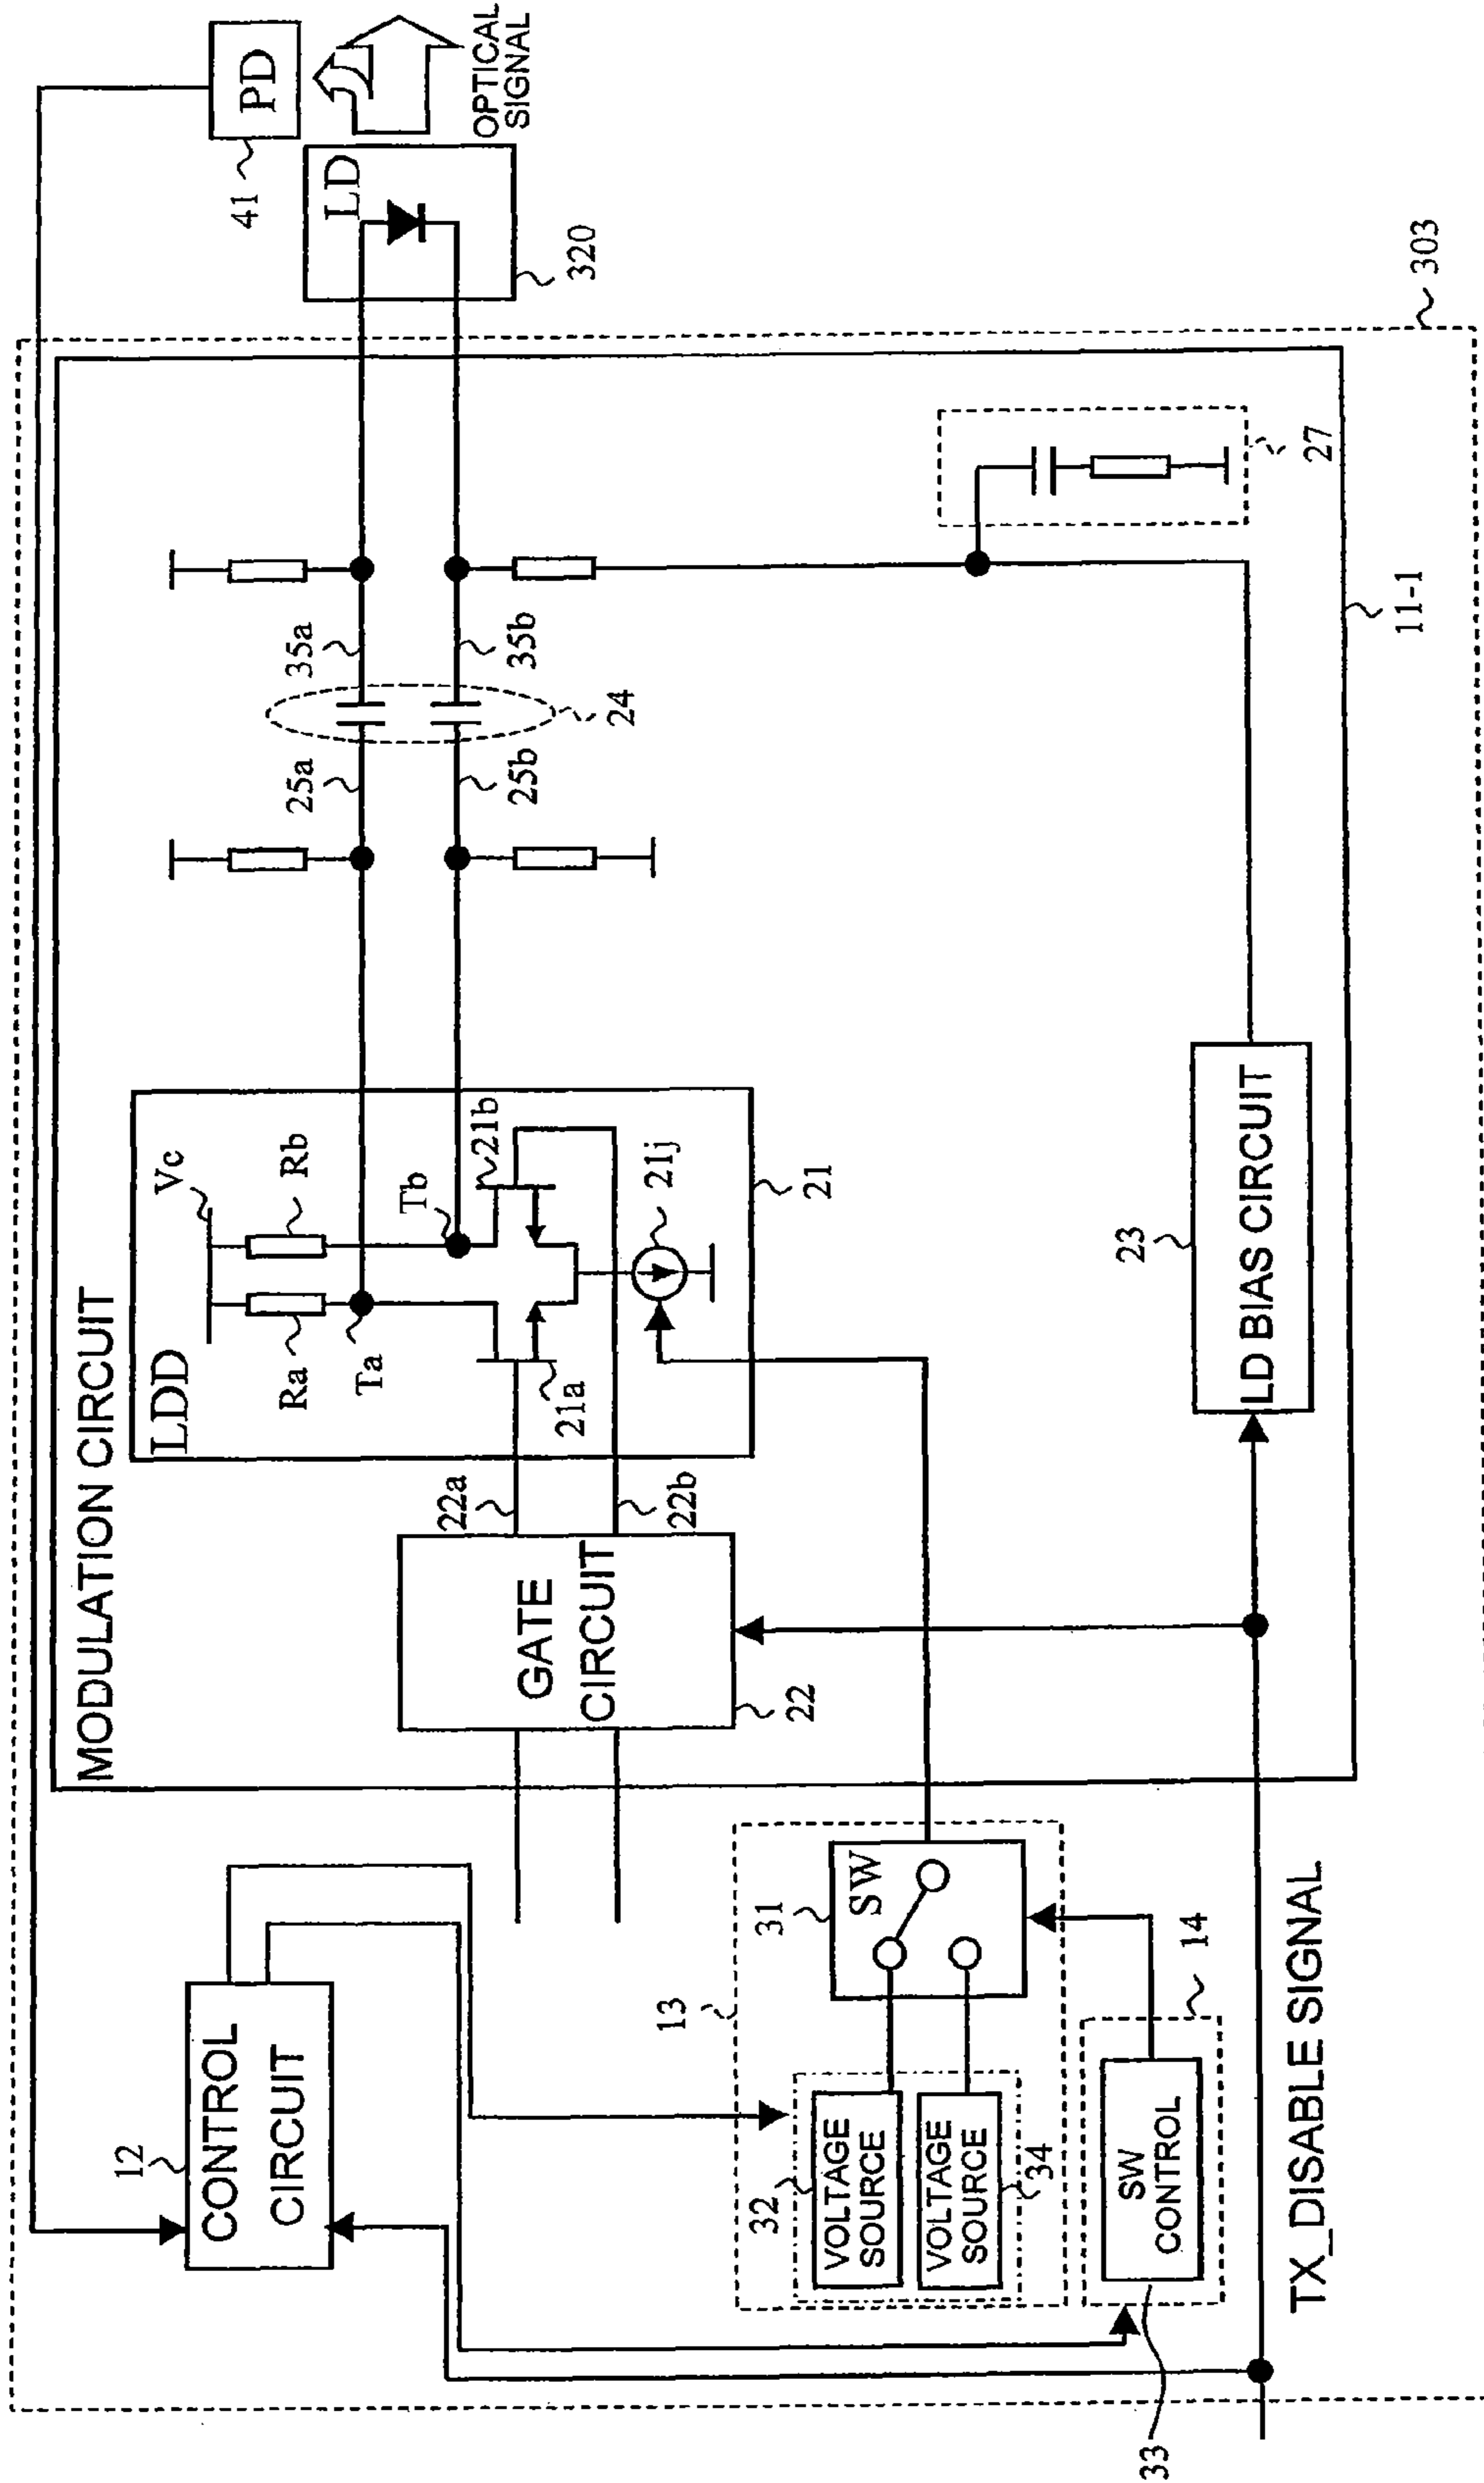 303
MODULATION CIRCUIT
11-1
12
CONTROL
CIRCUIT
41
PD
LD
320
OPTICAL
SIGNAL
LDD
Vc
Ra
Rb
Ta
Tb
21a
21b
21j
21
25a
25b
24
35a
35b
27
GATE
CIRCUIT
22
22a
22b
LD BIAS CIRCUIT
23
13
31
SW
32
VOLTAGE
SOURCE
VOLTAGE
SOURCE
34
14
SW
CONTROL
33
TX_DISABLE SIGNAL